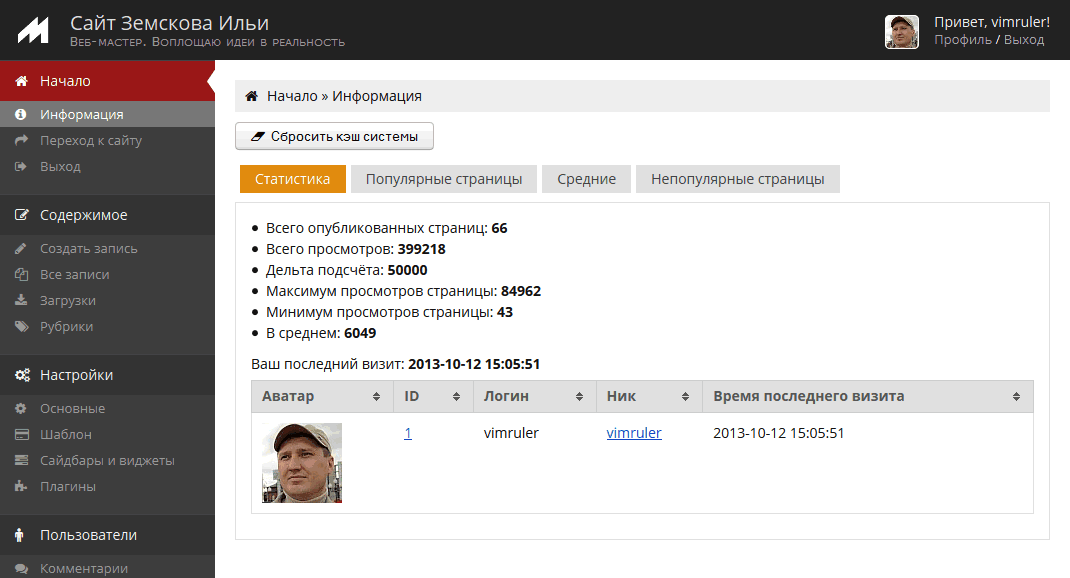 Сайт Земскова Ильи
Веб-мастер. Воплощаю идеи в реальность
Привет, vimruler!
Профиль / Выход
Начало
Информация
Переход к сайту
Выход
Содержимое
Создать запись
Все записи
Загрузки
Рубрики
Настройки
Основные
Шаблон
Сайдбары и виджеты
Плагины
Пользователи
Комментарии
Начало » Информация
Сбросить кэш системы
Статистика Популярные страницы Средние Непопулярные страницы
Всего опубликованных страниц: 66
Всего просмотров: 399218
Дельта подсчёта: 50000
Максимум просмотров страницы: 84962
Минимум просмотров страницы: 43
В среднем: 6049
Ваш последний визит: 2013-10-12 15:05:51
Аватар ID Логин Ник Время последнего визита
1 vimruler vimruler 2013-10-12 15:05:51